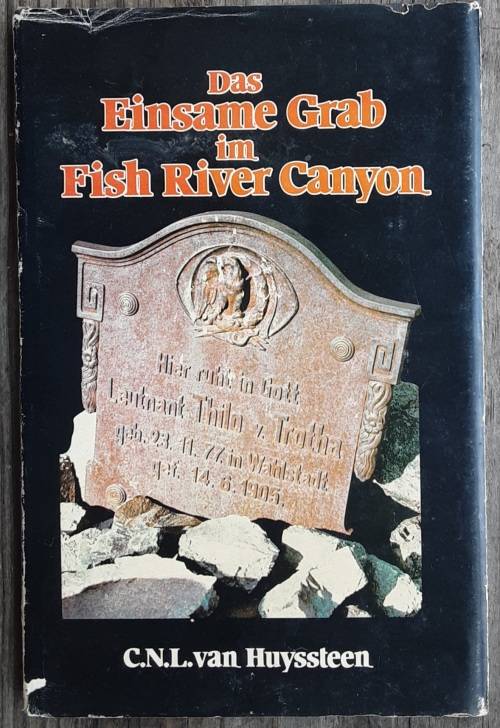 Das
Einsame Grab
im
Fish River Canyon
Hier ruht in Gott
Leutnant Thilo v. Trotha
geb. 23. 11. 77. in Wahlstadt
gef. 14. 6. 1905.
C.N.L. van Huyssteen